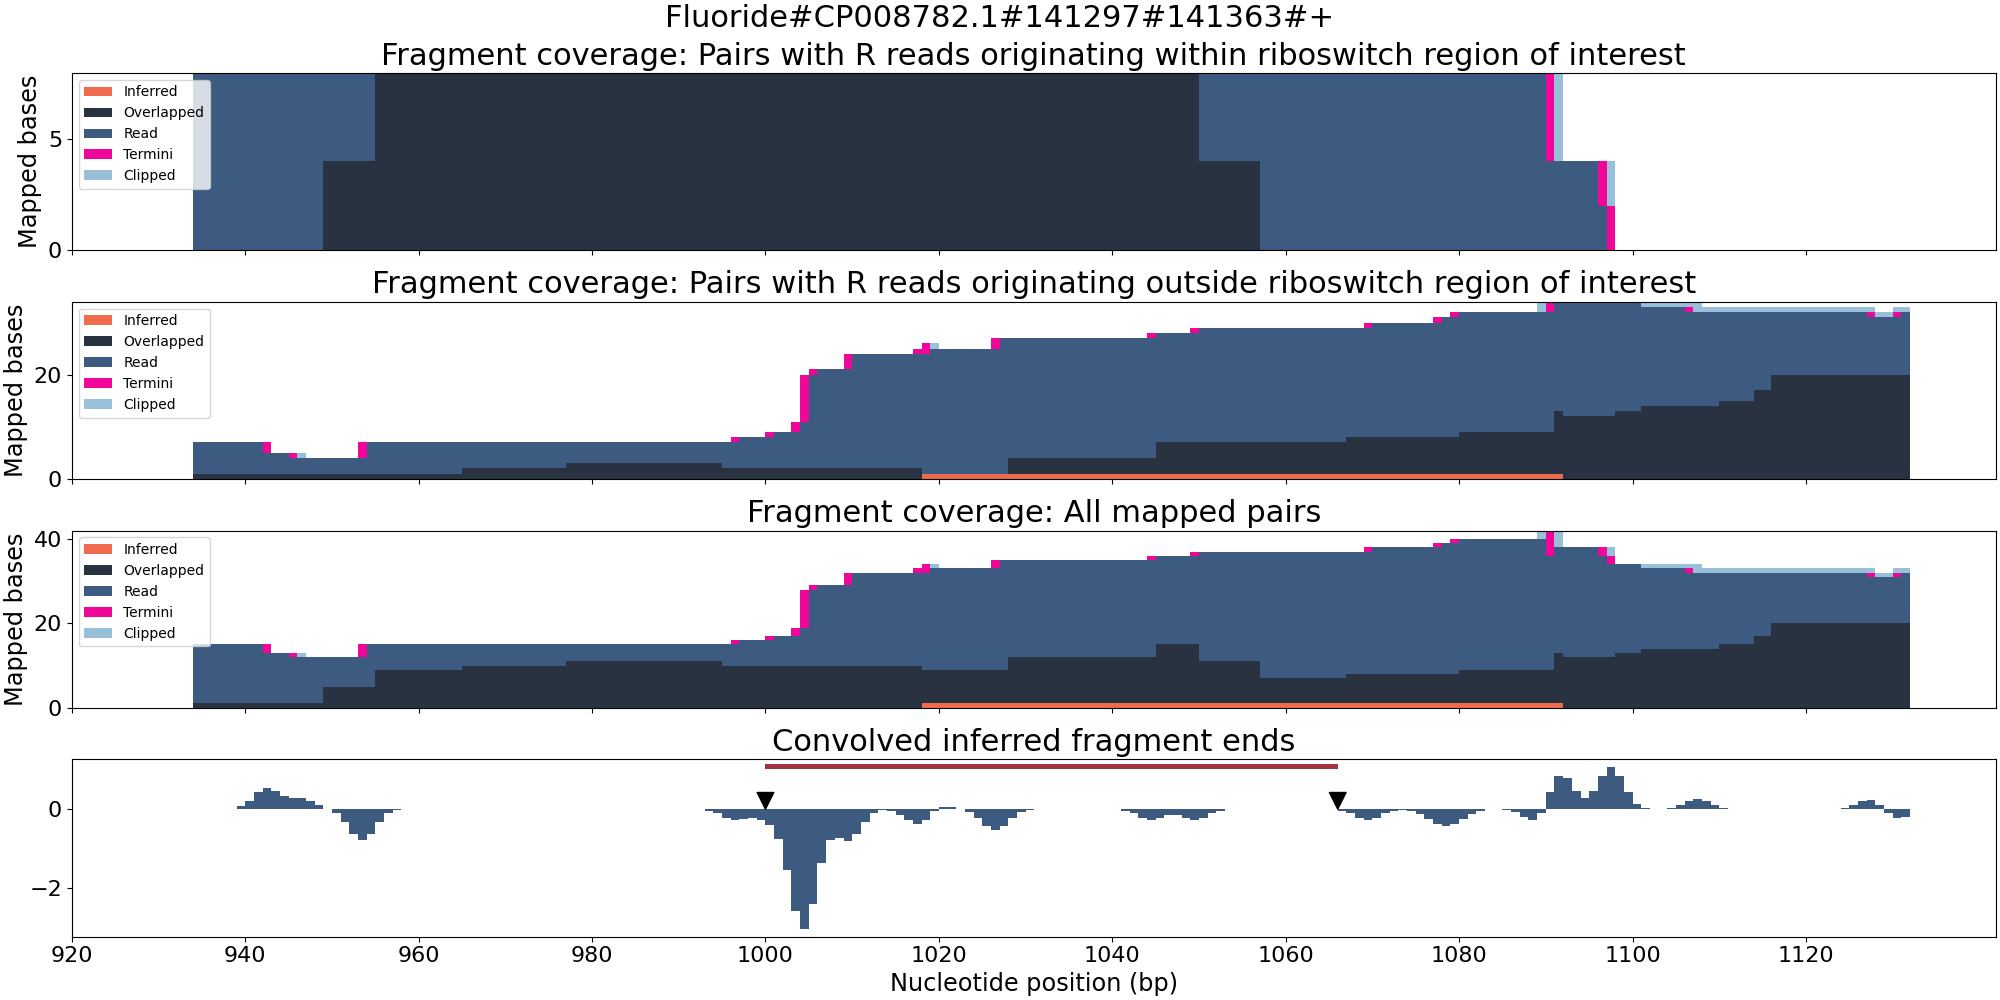 Fluoride#CP008782.1#141297#141363#+
Fragment coverage: Pairs with R reads originating within riboswitch region of interest
Mapped bases
5
0
Inferred
Overlapped
Read
Termini
Clipped
Fragment coverage: Pairs with R reads originating outside riboswitch region of interest
Mapped bases
20
0
Inferred
Overlapped
Read
Termini
Clipped
Fragment coverage: All mapped pairs
Mapped bases
40
20
0
Inferred
Overlapped
Read
Termini
Clipped
Convolved inferred fragment ends
0
−2
920 940 960 980 1000 1020 1040 1060 1080 1100 1120
Nucleotide position (bp)